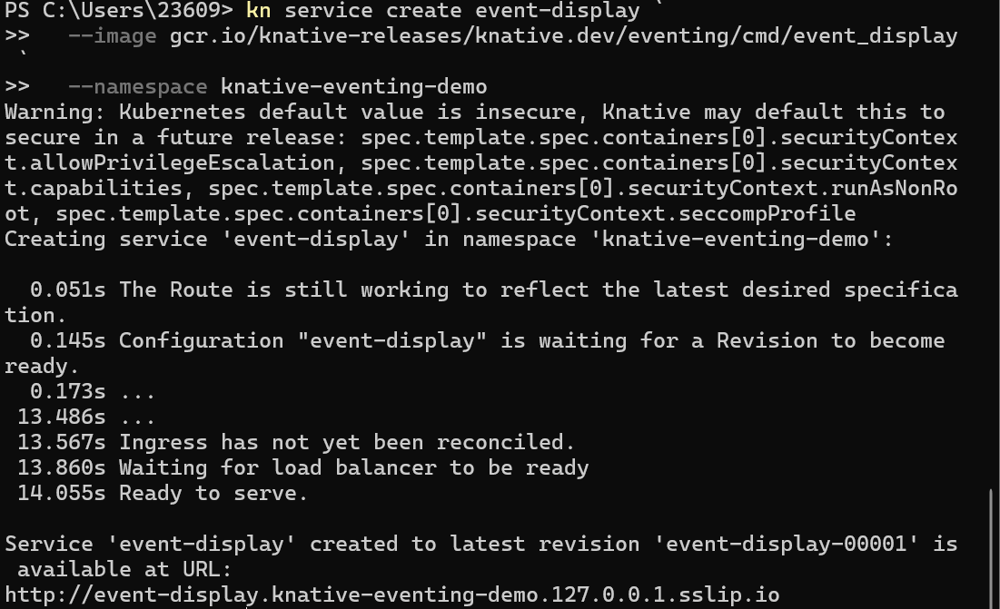 PS C:\Users\23609> kn service create event-display `
>>   --image gcr.io/knative-releases/knative.dev/eventing/cmd/event_display
 `
>>   --namespace knative-eventing-demo
Warning: Kubernetes default value is insecure, Knative may default this to
secure in a future release: spec.template.spec.containers[0].securityContex
t.allowPrivilegeEscalation, spec.template.spec.containers[0].securityContex
t.capabilities, spec.template.spec.containers[0].securityContext.runAsNonRo
ot, spec.template.spec.containers[0].securityContext.seccompProfile
Creating service 'event-display' in namespace 'knative-eventing-demo':

  0.051s The Route is still working to reflect the latest desired specifica
tion.
  0.145s Configuration "event-display" is waiting for a Revision to become
ready.
  0.173s ...
 13.486s ...
 13.567s Ingress has not yet been reconciled.
 13.860s Waiting for load balancer to be ready
 14.055s Ready to serve.

Service 'event-display' created to latest revision 'event-display-00001' is
 available at URL:
http://event-display.knative-eventing-demo.127.0.0.1.sslip.io